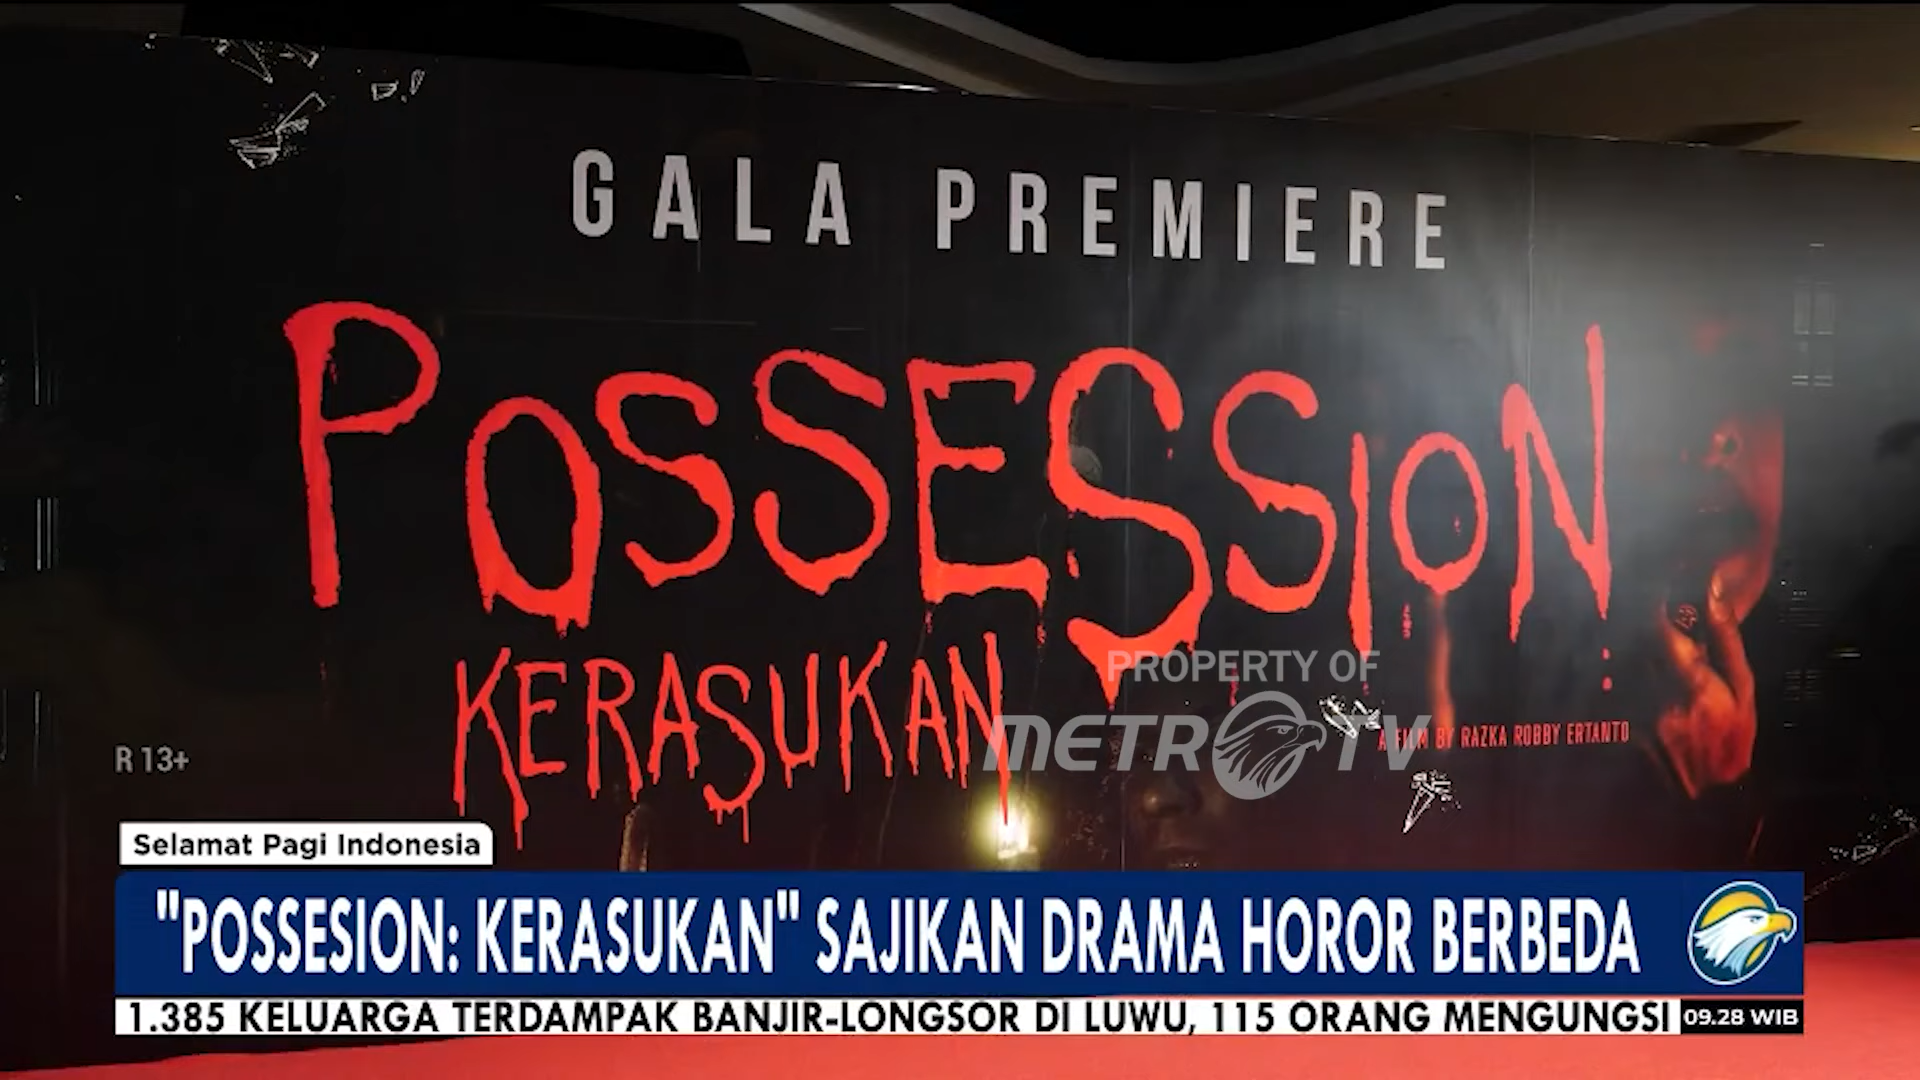 GALA PREMIERE
POSSESSION
KERASUKAN
PROPERTY OF
METRO TV
A FILM BY RAZKA ROBBY ERTANTO
R 13+
Selamat Pagi Indonesia
"POSSESION: KERASUKAN" SAJIKAN DRAMA HOROR BERBEDA
1.385 KELUARGA TERDAMPAK BANJIR-LONGSOR DI LUWU, 115 ORANG MENGUNGSI
09.28 WIB